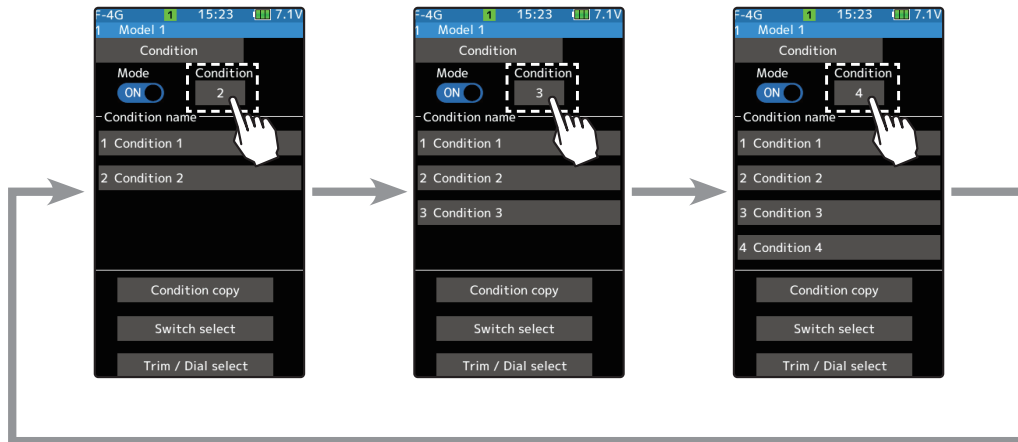 F-4G 1 15:23 7.1V
1 Model 1
Condition
Mode Condition
ON 2
Condition name
1 Condition 1
2 Condition 2
Condition copy
Switch select
Trim / Dial select
F-4G 1 15:23 7.1V
1 Model 1
Condition
Mode Condition
ON 3
Condition name
1 Condition 1
2 Condition 2
3 Condition 3
Condition copy
Switch select
Trim / Dial select
F-4G 1 15:23 7.1V
1 Model 1
Condition
Mode Condition
ON 4
Condition name
1 Condition 1
2 Condition 2
3 Condition 3
4 Condition 4
Condition copy
Switch select
Trim / Dial select